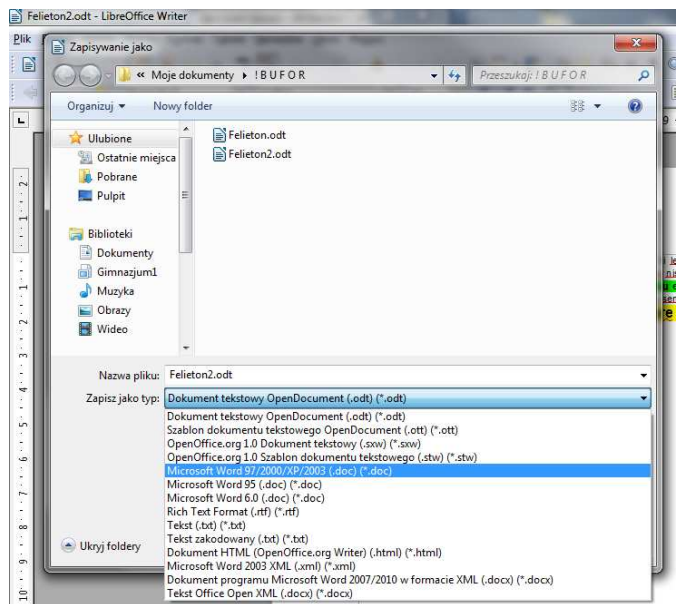 Felieton2.odt - LibreOffice Writer
Plik
Zapisywanie jako
« Moje dokumenty ▸ !BUFOR
Przeszukaj: ! B U F O R
Organizuj ▾ Nowy folder
Ulubione
Ostatnie miejsca
Pobrane
Pulpit
Biblioteki
Dokumenty
Gimnazjum1
Muzyka
Obrazy
Wideo
Felieton.odt
Felieton2.odt
Nazwa pliku: Felieton2.odt
Zapisz jako typ: Dokument tekstowy OpenDocument (.odt) (*.odt)
Dokument tekstowy OpenDocument (.odt) (*.odt)
Szablon dokumentu tekstowego OpenDocument (.ott) (*.ott)
OpenOffice.org 1.0 Dokument tekstowy (.sxw) (*.sxw)
OpenOffice.org 1.0 Szablon dokumentu tekstowego (.stw) (*.stw)
Microsoft Word 97/2000/XP/2003 (.doc) (*.doc)
Microsoft Word 95 (.doc) (*.doc)
Microsoft Word 6.0 (.doc) (*.doc)
Rich Text Format (.rtf) (*.rtf)
Tekst (.txt) (*.txt)
Tekst zakodowany (.txt) (*.txt)
Dokument HTML (OpenOffice.org Writer) (.html) (*.html)
Microsoft Word 2003 XML (.xml) (*.xml)
Dokument programu Microsoft Word 2007/2010 w formacie XML (.docx) (*.docx)
Tekst Office Open XML (.docx) (*.docx)
Ukryj foldery